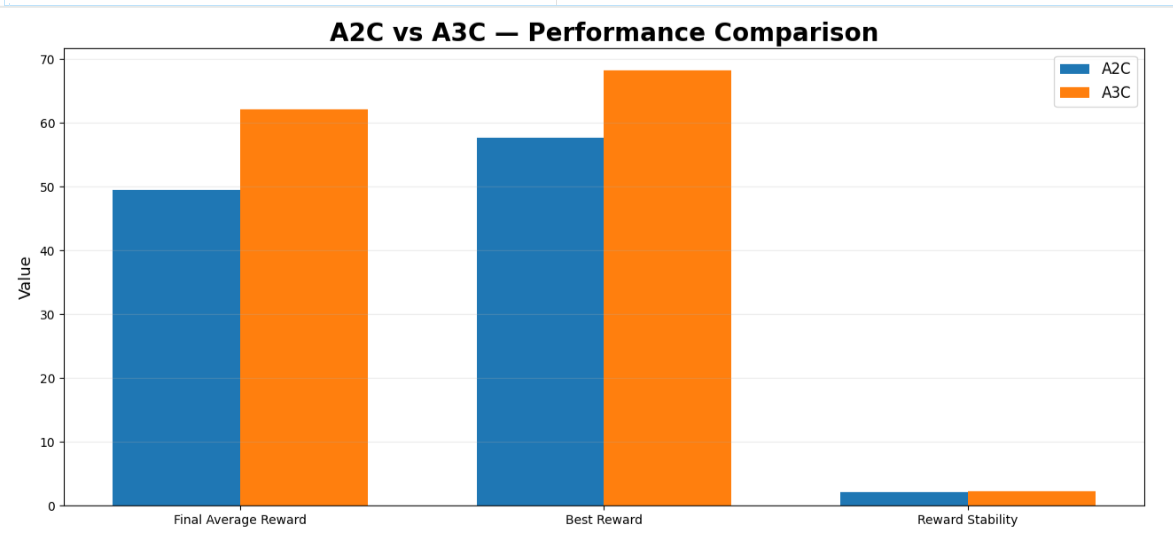 A2C vs A3C — Performance Comparison
A2C
A3C
Value
70
60
50
40
30
20
10
0
Final Average Reward
Best Reward
Reward Stability